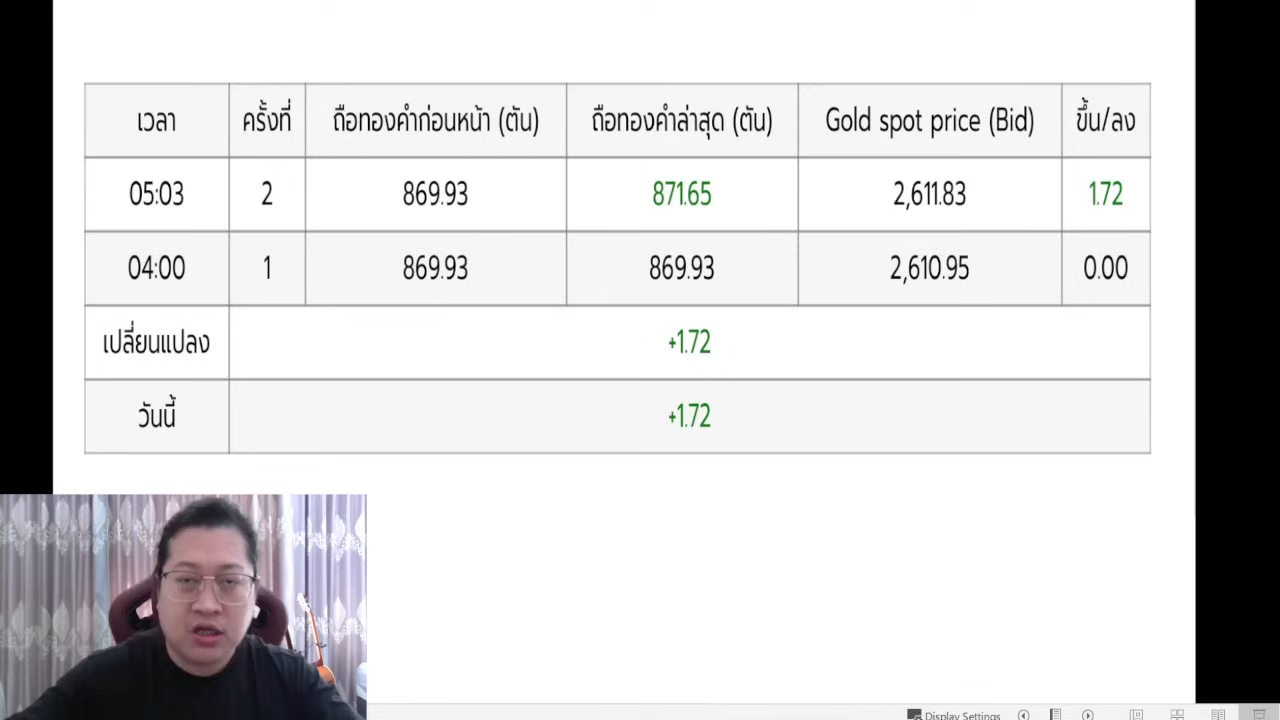 เวลา ครั้งที่ ถือทองคำก่อนหน้า (ตัน) ถือทองคำล่าสุด (ตัน) Gold spot price (Bid) ขึ้น/ลง
05:03 2 869.93 871.65 2,611.83 1.72
04:00 1 869.93 869.93 2,610.95 0.00
เปลี่ยนแปลง +1.72
วันนี้ +1.72
Display Settings